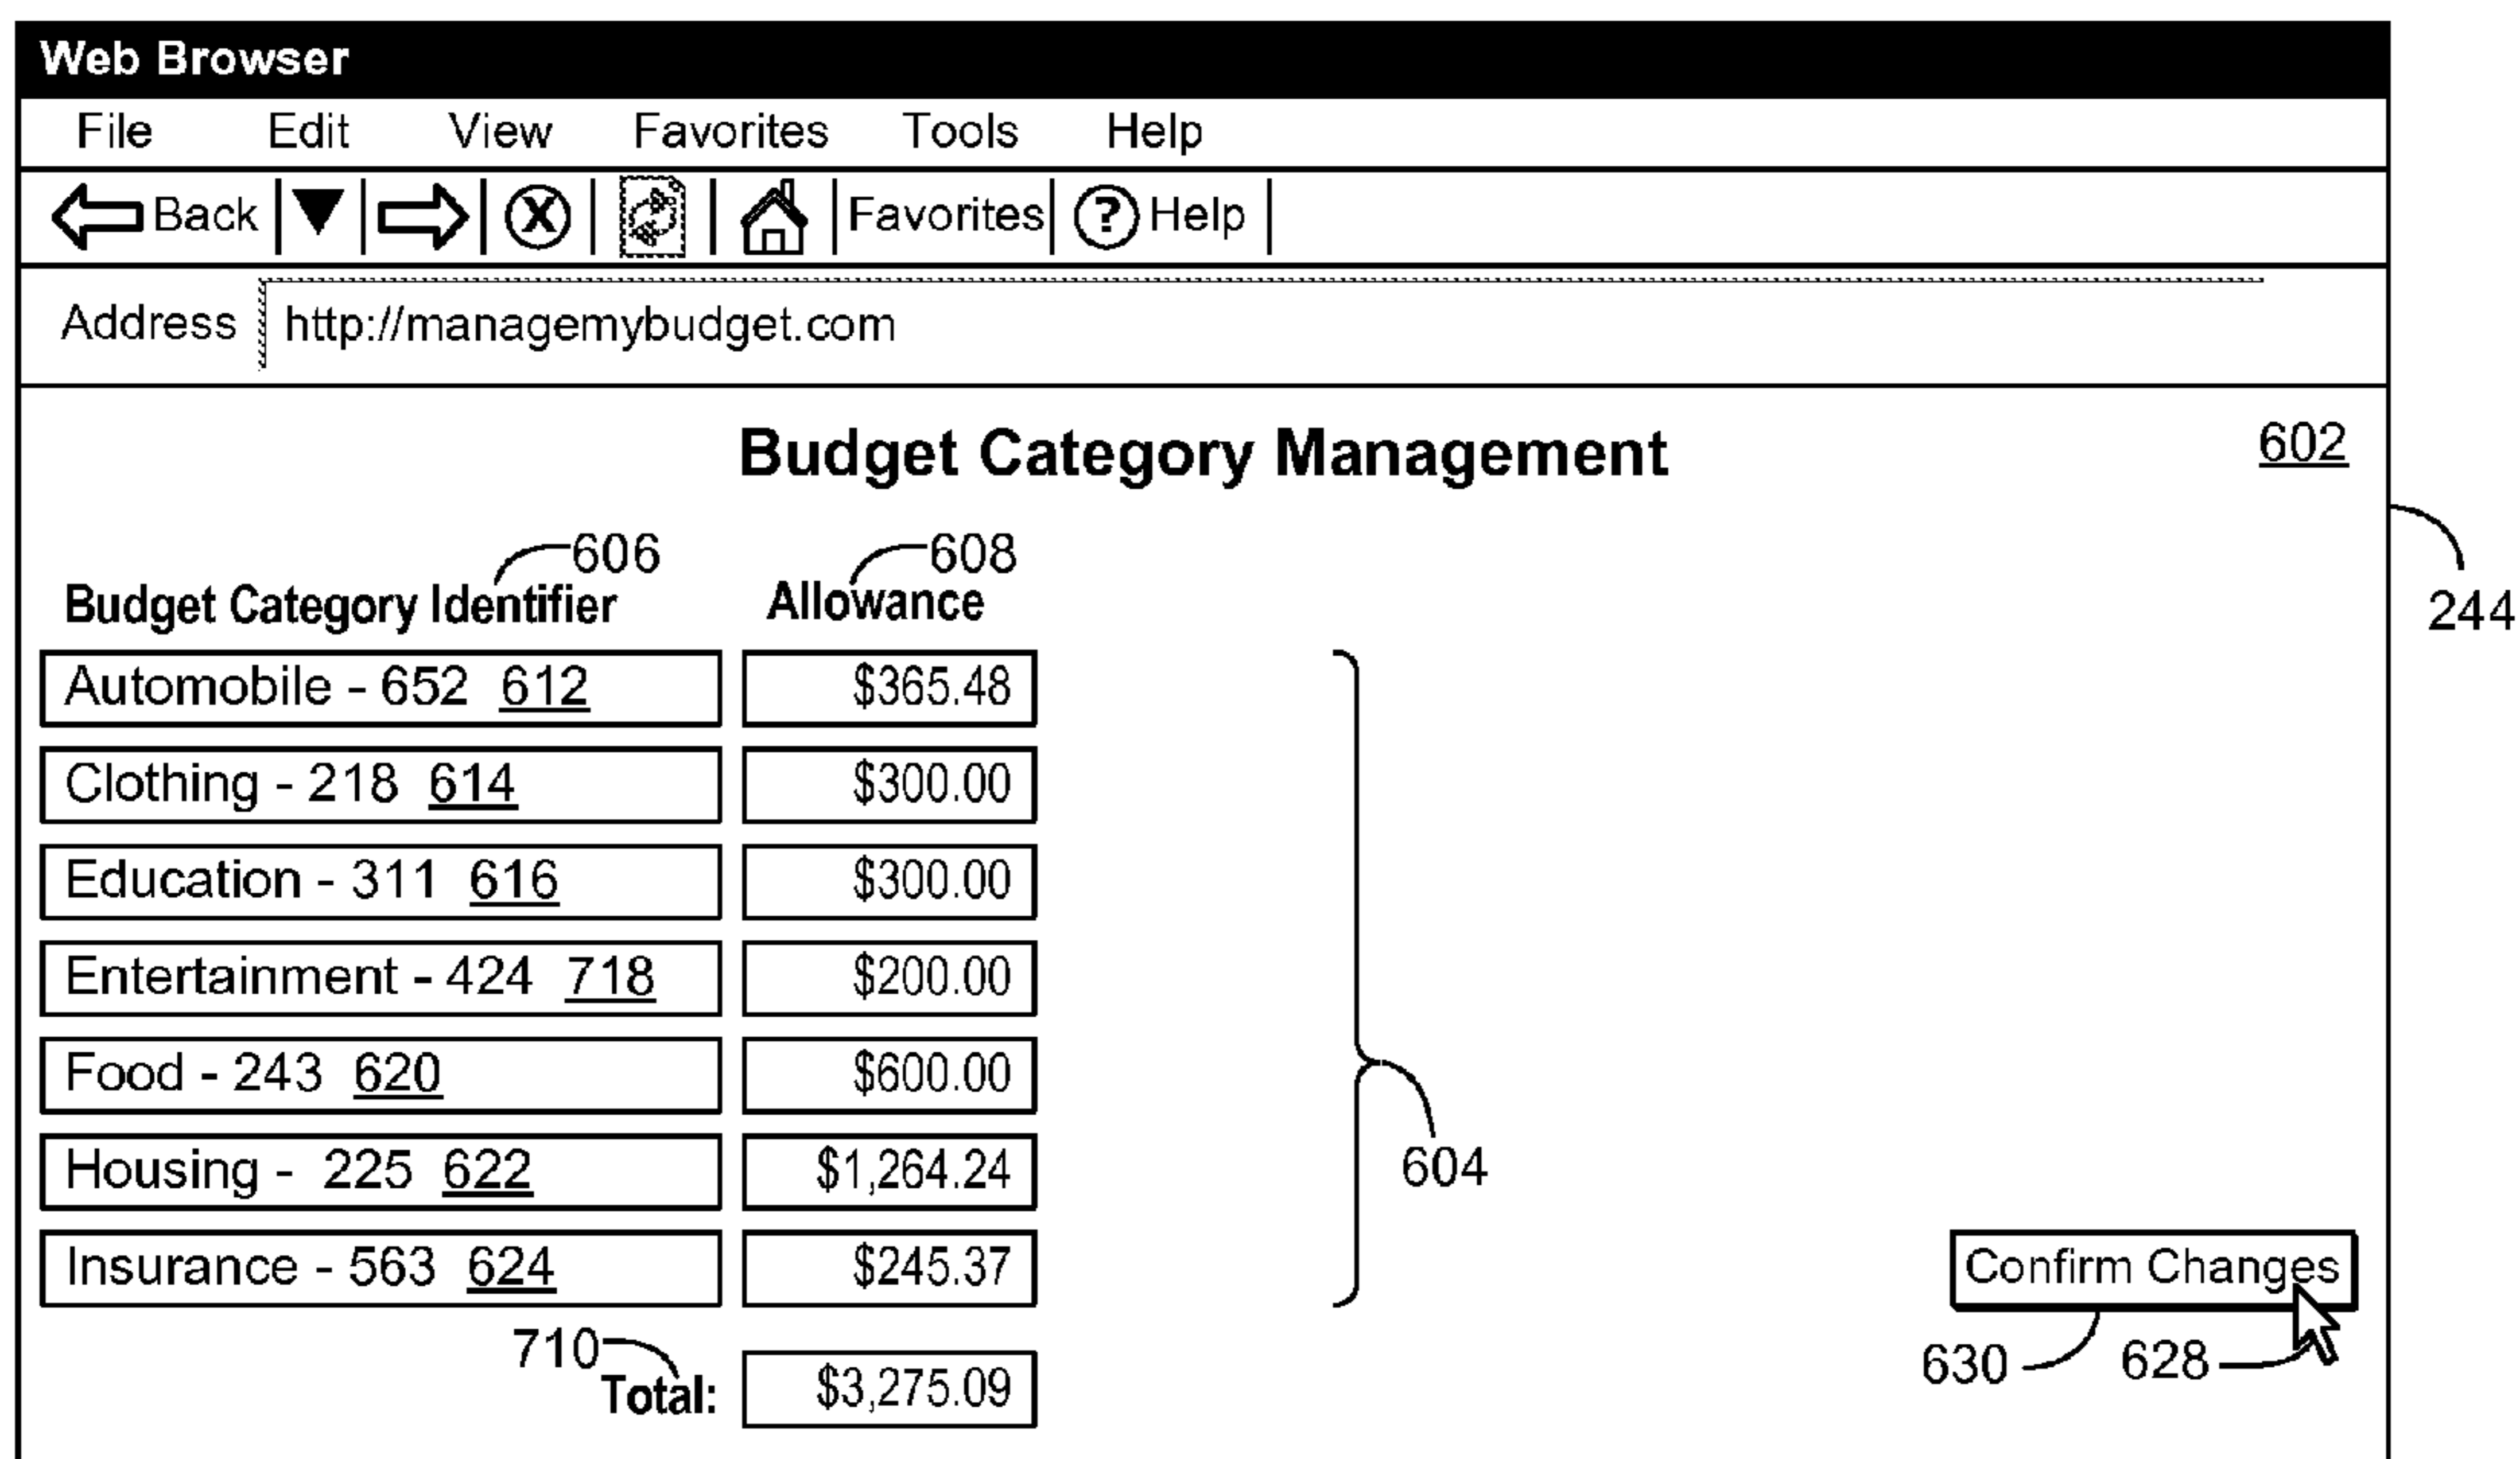 Web Browser
File Edit View Favorites Tools Help
Back X Favorites ? Help
Address http://managemybudget.com
Budget Category Management 602
606 608
Budget Category Identifier Allowance
244
Automobile - 652 612 $365.48
Clothing - 218 614 $300.00
Education - 311 616 $300.00
Entertainment - 424 718 $200.00
Food - 243 620 $600.00
Housing - 225 622 $1,264.24
604
Insurance - 563 624 $245.37
Confirm Changes
710 630 628
Total: $3,275.09